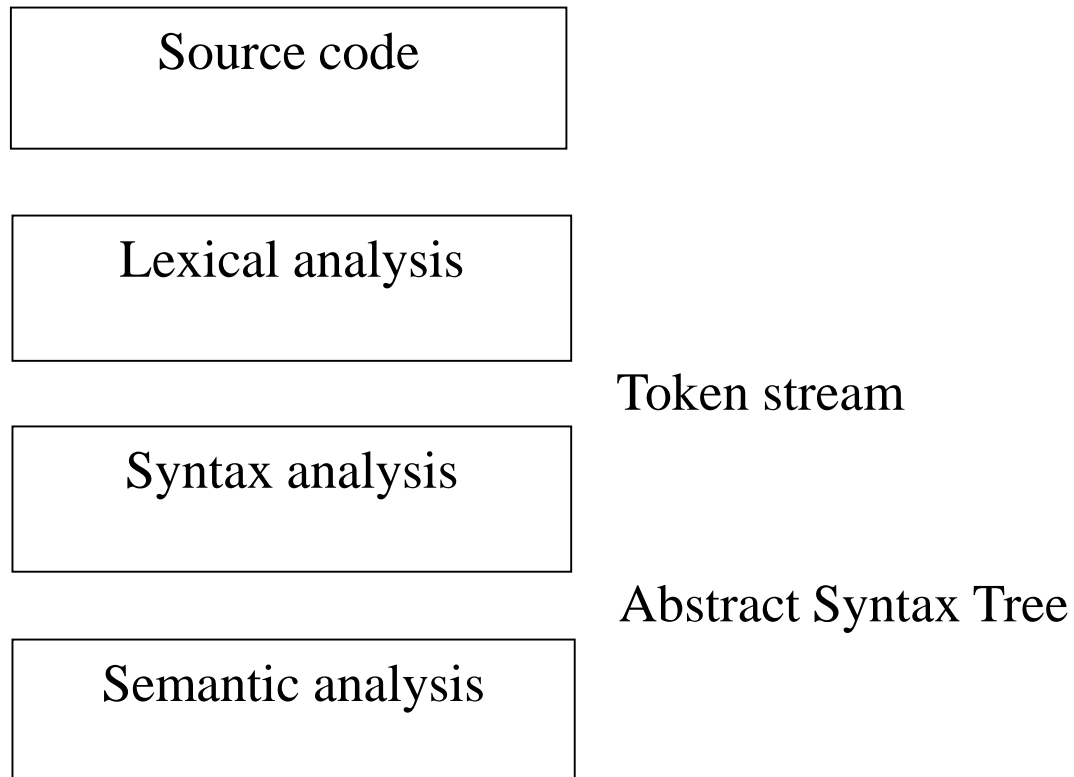 Source code
Lexical analysis
Token stream
Syntax analysis
Abstract Syntax Tree
Semantic analysis